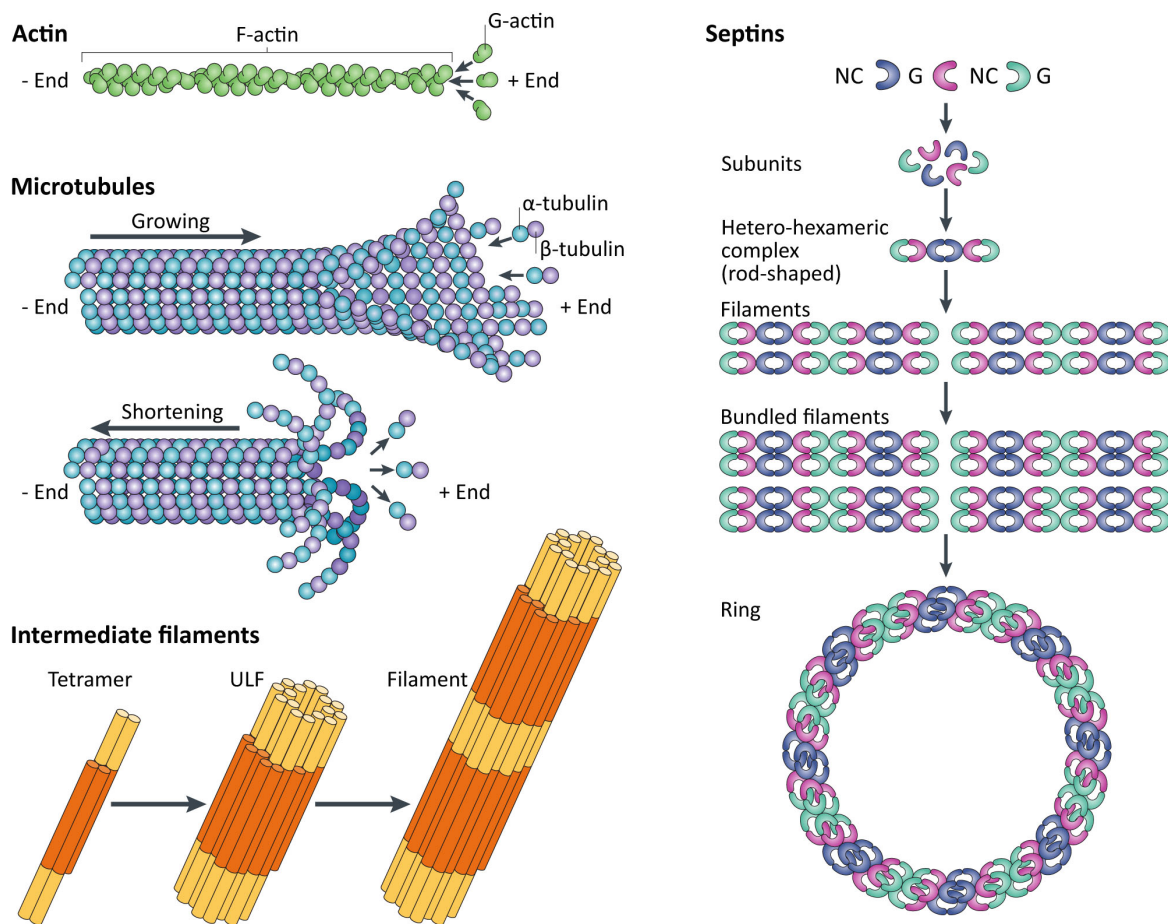 Actin
F-actin
G-actin
- End
+ End
Microtubules
Growing
α-tubulin
β-tubulin
- End
+ End
Shortening
- End
+ End
Intermediate filaments
Tetramer
ULF
Filament
Septins
NC G NC G
Subunits
Hetero-hexameric
complex
(rod-shaped)
Filaments
Bundled filaments
Ring